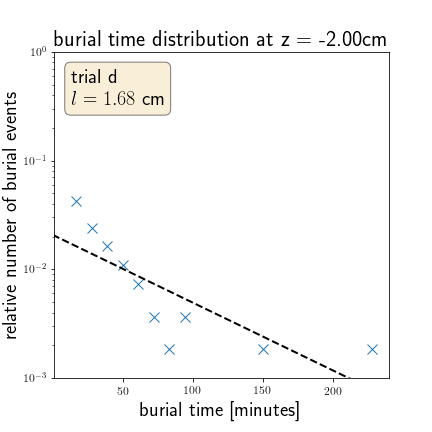 burial time distribution at z = -2.00cm
trial d
l = 1.68 cm
relative number of burial events
10⁰
10⁻¹
10⁻²
10⁻³
50
100
150
200
burial time [minutes]